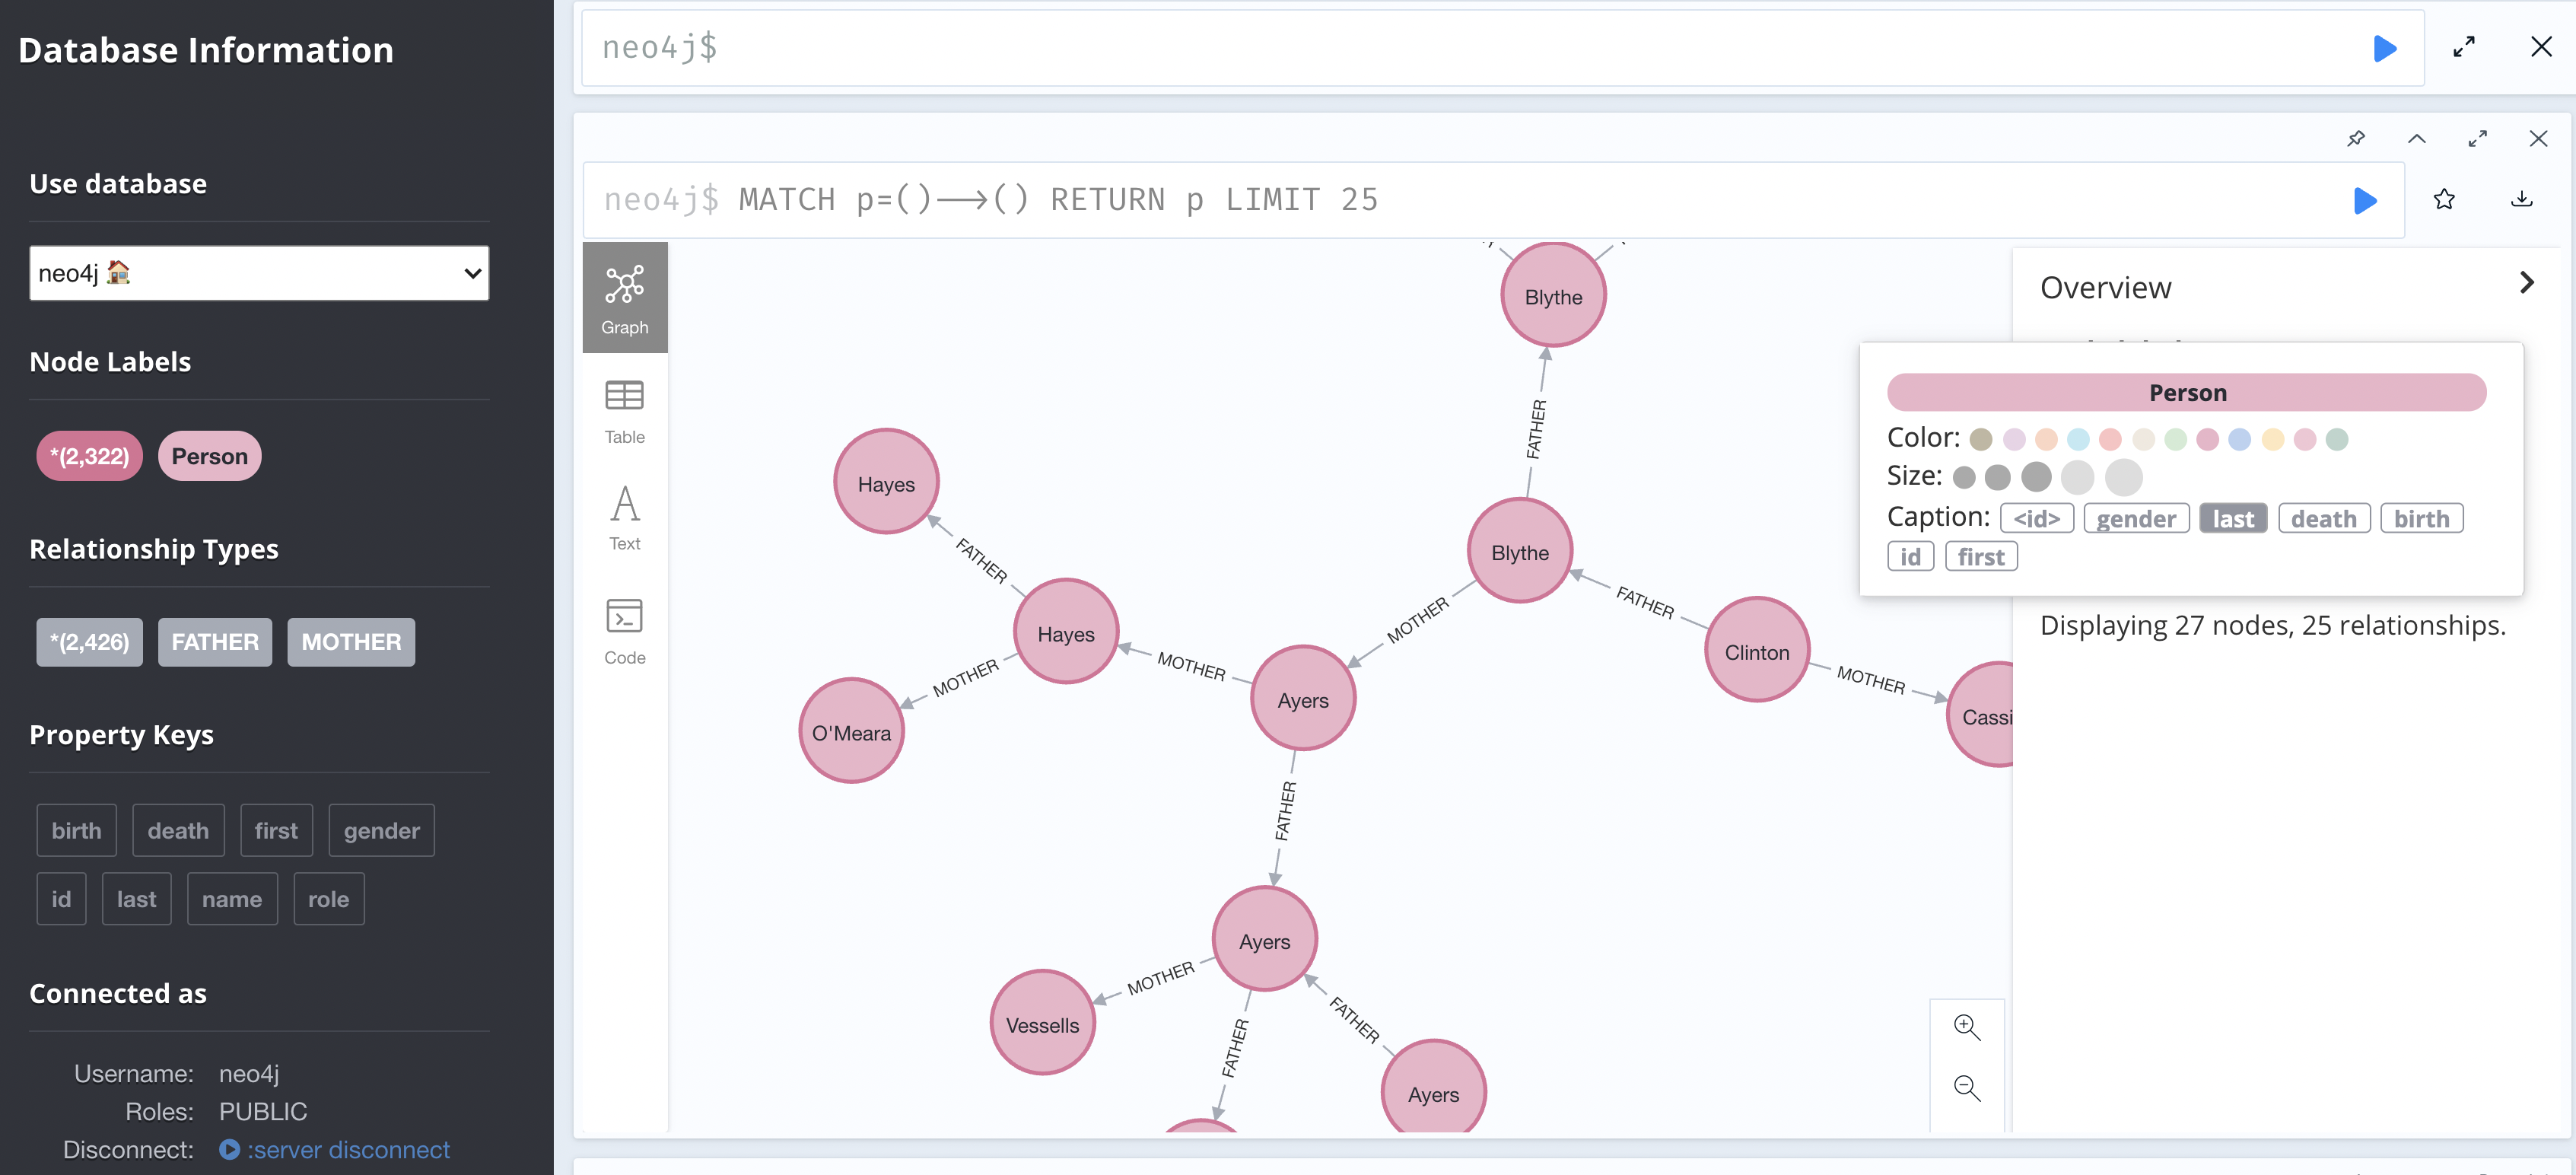 Database Information
Use database
neo4j
Node Labels
*(2,322) Person
Relationship Types
*(2,426) FATHER MOTHER
Property Keys
birth death first gender
id last name role
Connected as
Username: neo4j
Roles: PUBLIC
Disconnect: :server disconnect
neo4j$
neo4j$ MATCH p=()-->() RETURN p LIMIT 25
Graph
Table
Text
Code
Blythe
FATHER
Hayes
FATHER
Blythe
MOTHER
FATHER
Hayes
MOTHER
MOTHER
Clinton
MOTHER
Ayers
O'Meara
Cassi
FATHER
Ayers
MOTHER
Vessells
FATHER
FATHER
Ayers
Overview
Person
Color:
Size:
Caption: <id> gender last death birth
id first
Displaying 27 nodes, 25 relationships.